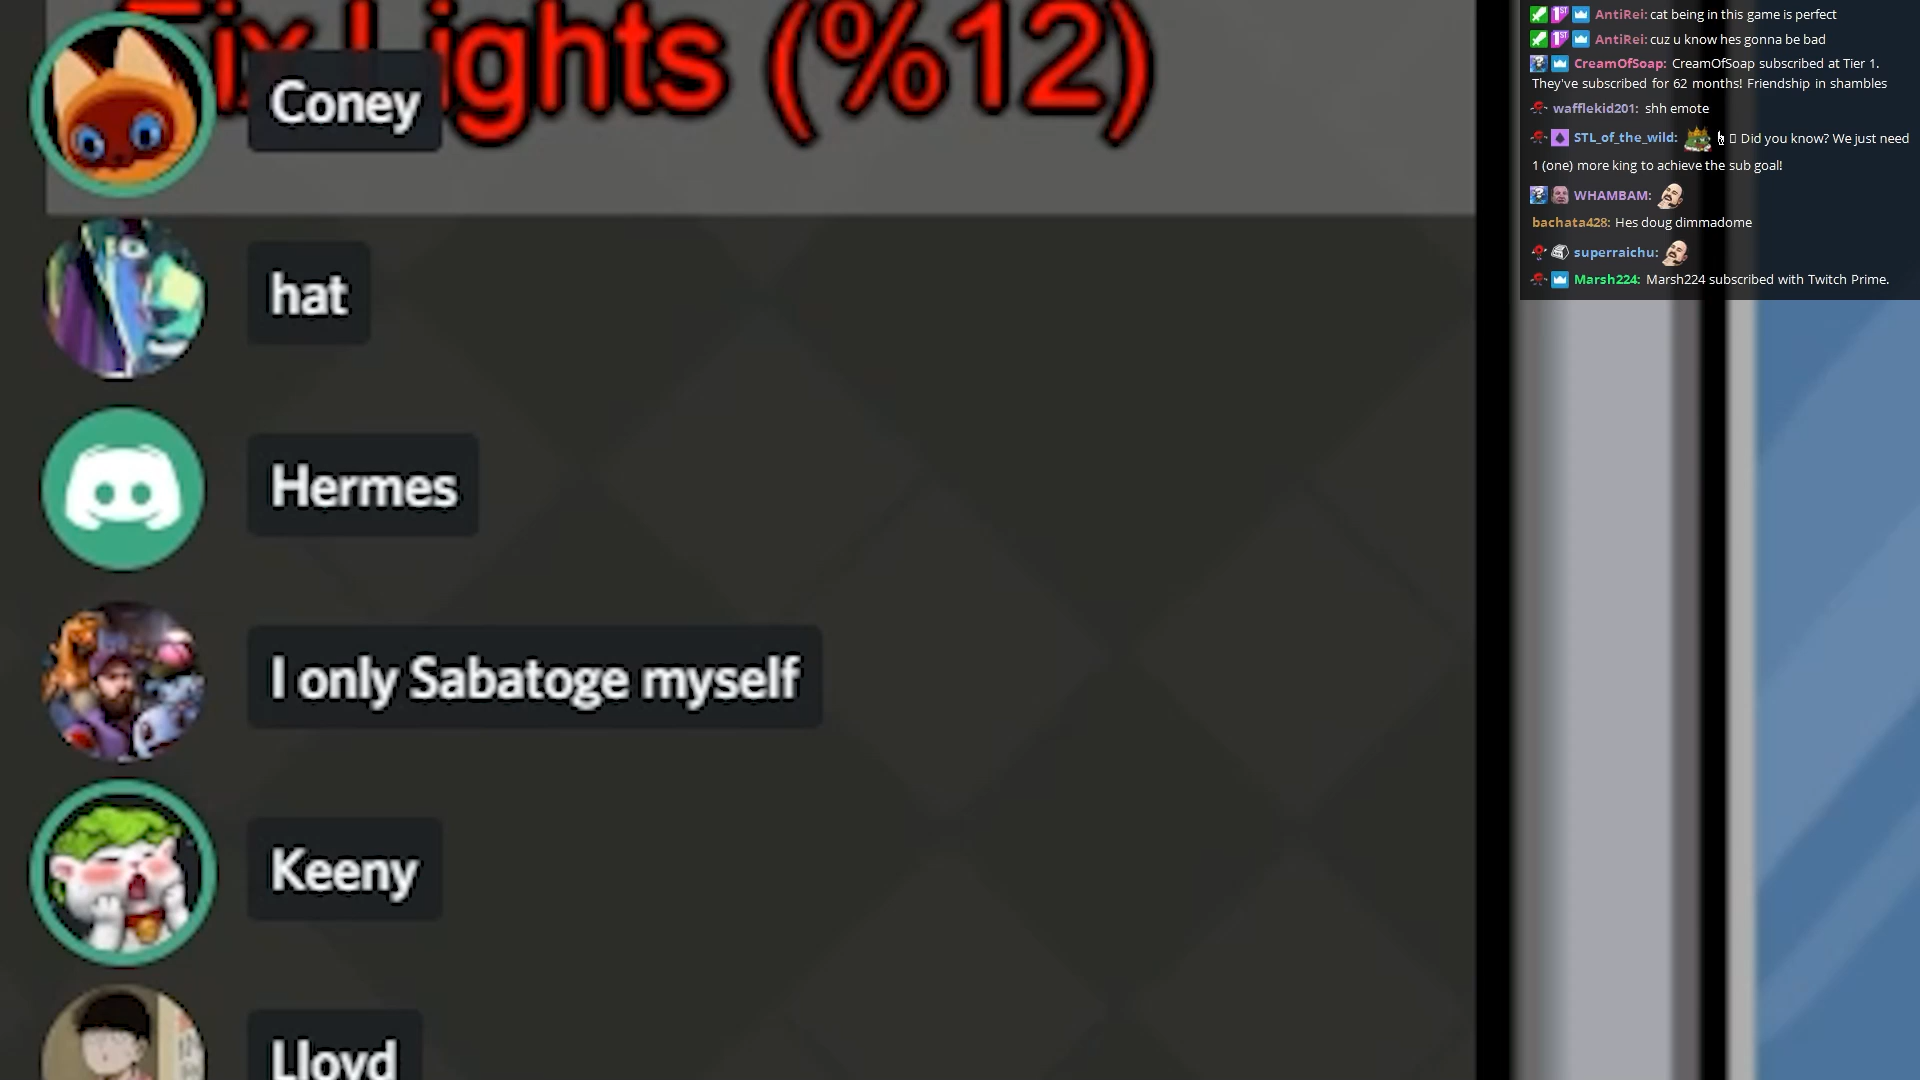 Fix Lights (%12)
Coney
hat
Hermes
I only Sabatoge myself
Keeny
Lloyd
AntiRei: cat being in this game is perfect
AntiRei: cuz u know hes gonna be bad
CreamOfSoap: CreamOfSoap subscribed at Tier 1.
They've subscribed for 62 months! Friendship in shambles
wafflekid201: shh emote
STL_of_the_wild: Did you know? We just need
1 (one) more king to achieve the sub goal!
WHAMBAM:
bachata428: Hes doug dimmadome
superraichu:
Marsh224: Marsh224 subscribed with Twitch Prime.